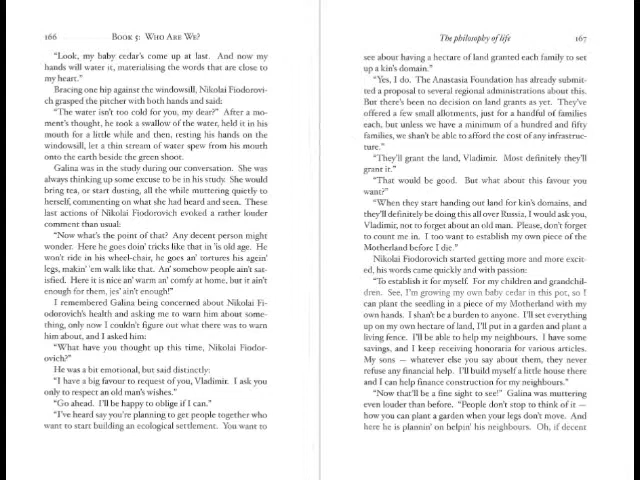 166
BOOK 5: WHO ARE WE?
"Look, my baby cedar's come up at last. And now my
hands will water it, materialising the words that are close to
my heart."
Bracing one hip against the windowsill, Nikolai Fiodorovi-
ch grasped the pitcher with both hands and said:
"The water isn't too cold for you, my dear?" After a mo-
ment's thought, he took a swallow of the water, held it in his
mouth for a little while and then, resting his hands on the
windowsill, let a thin stream of water spew from his mouth
onto the earth beside the green shoot.
Galina was in the study during our conversation. She was
always thinking up some excuse to be in his study. She would
bring tea, or start dusting, all the while muttering quietly to
herself, commenting on what she had heard and seen. These
last actions of Nikolai Fiodorovich evoked a rather louder
comment than usual:
"Now what's the point of that? Any decent person might
wonder. Here he goes doin' tricks like that in 'is old age. He
won't ride in his wheel-chair, he goes an' tortures his agein'
legs, makin' 'em walk like that. An' somehow people ain't sat-
isfied. Here it is nice an' warm an' comfy at home, but it ain't
enough for them, jes' ain't enough!"
I remembered Galina being concerned about Nikolai Fi-
odorovich's health and asking me to warn him about some-
thing, only now I couldn't figure out what there was to warn
him about, and I asked him:
"What have you thought up this time, Nikolai Fiodor-
ovich?"
He was a bit emotional, but said distinctly:
"I have a big favour to request of you, Vladimir. I ask you
only to respect an old man's wishes."
"Go ahead. I'll be happy to oblige if I can."
"I've heard say you're planning to get people together who
want to start building an ecological settlement. You want to
The philosophy of life
167
see about having a hectare of land granted each family to set
up a kin's domain."
"Yes, I do. The Anastasia Foundation has already submit-
ted a proposal to several regional administrations about this.
But there's been no decision on land grants as yet. They've
offered a few small allotments, just for a handful of families
each, but unless we have a minimum of a hundred and fifty
families, we shan't be able to afford the cost of any infrastruc-
ture."
"They'll grant the land, Vladimir. Most definitely they'll
grant it."
"That would be good. But what about this favour you
want?"
"When they start handing out land for kin's domains, and
they'll definitely be doing this all over Russia, I would ask you,
Vladimir, not to forget about an old man. Please, don't forget
to count me in. I too want to establish my own piece of the
Motherland before I die."
Nikolai Fiodorovich started getting more and more excit-
ed, his words came quickly and with passion:
"To establish it for myself. For my children and grandchil-
dren. See, I'm growing my own baby cedar in this pot, so I
can plant the seedling in a piece of my Motherland with my
own hands. I shan't be a burden to anyone. I'll set everything
up on my own hectare of land, I'll put in a garden and plant a
living fence. I'll be able to help my neighbours. I have some
savings, and I keep receiving honoraria for various articles.
My sons — whatever else you say about them, they never
refuse any financial help. I'll build myself a little house there
and I can help finance construction for my neighbours."
"Now that'll be a fine sight to see!" Galina was muttering
even louder than before. "People don't stop to think of it —
how you can plant a garden when your legs don't move. And
here he is plannin' on helpin' his neighbours. Oh, if decent